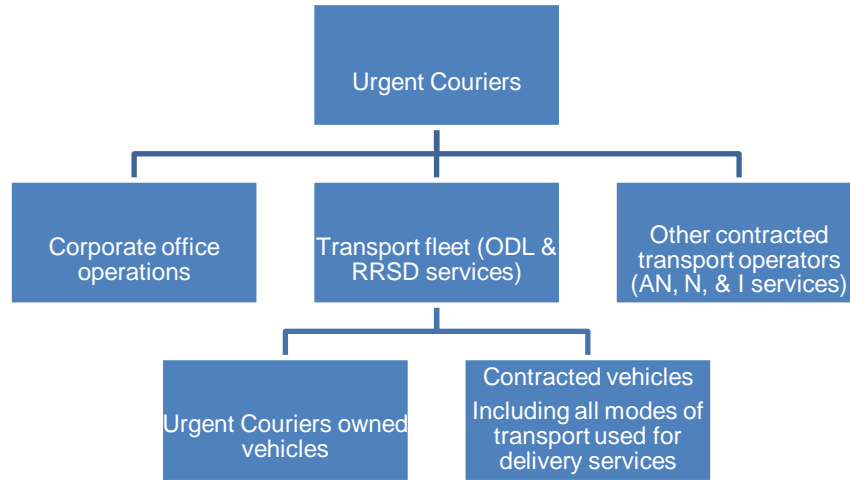 Urgent Couriers
Corporate office
operations
Transport fleet (ODL &
RRSD services)
Other contracted
transport operators
(AN, N, & I services)
Urgent Couriers owned
vehicles
Contracted vehicles
Including all modes of
transport used for
delivery services